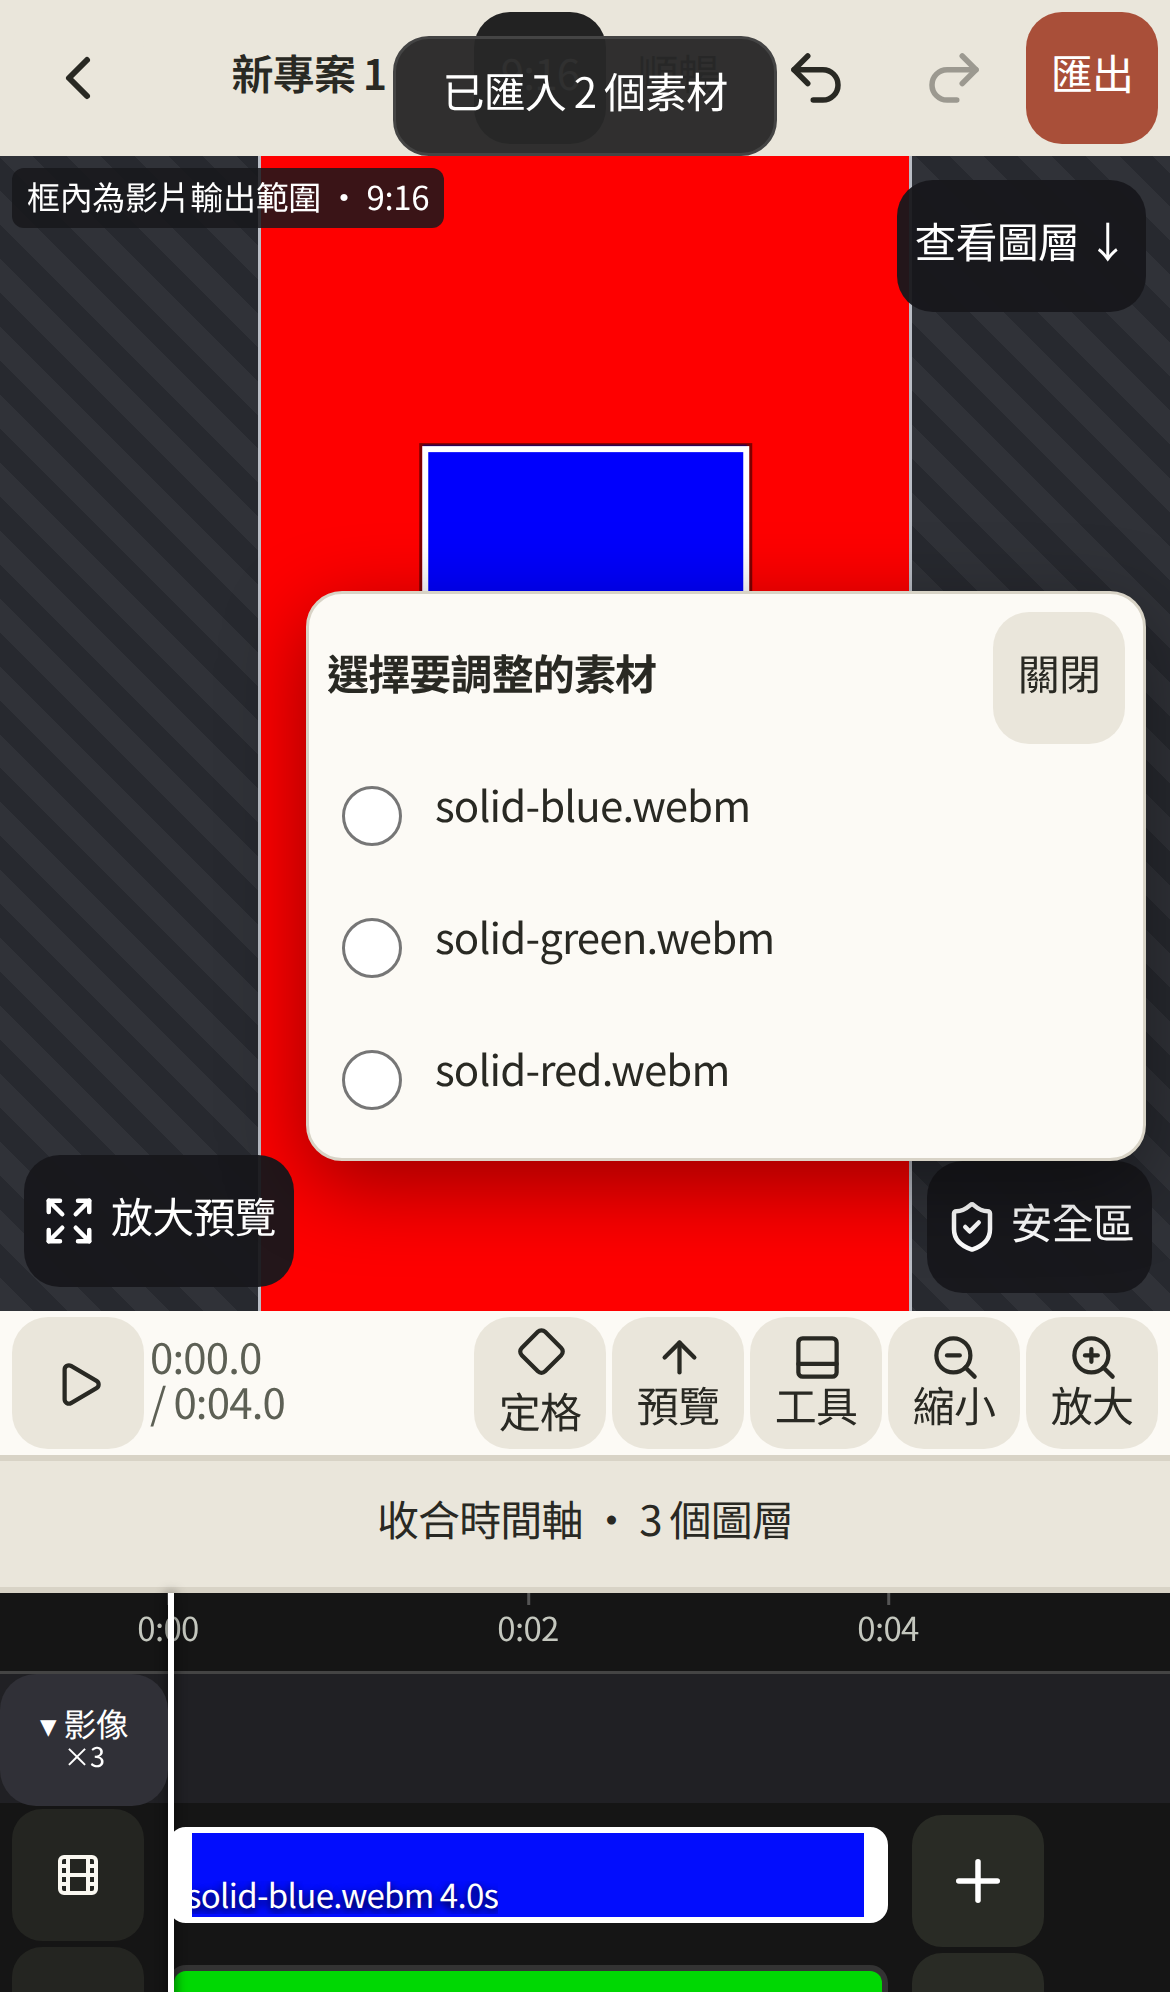 新專案 1
已匯入 2 個素材
匯出
框內為影片輸出範圍 · 9:16
查看圖層 ↓
選擇要調整的素材
關閉
solid-blue.webm
solid-green.webm
solid-red.webm
放大預覽
安全區
0:00.0
/ 0:04.0
定格
預覽
工具
縮小
放大
收合時間軸 · 3 個圖層
0:00
0:02
0:04
▾ 影像
×3
solid-blue.webm 4.0s